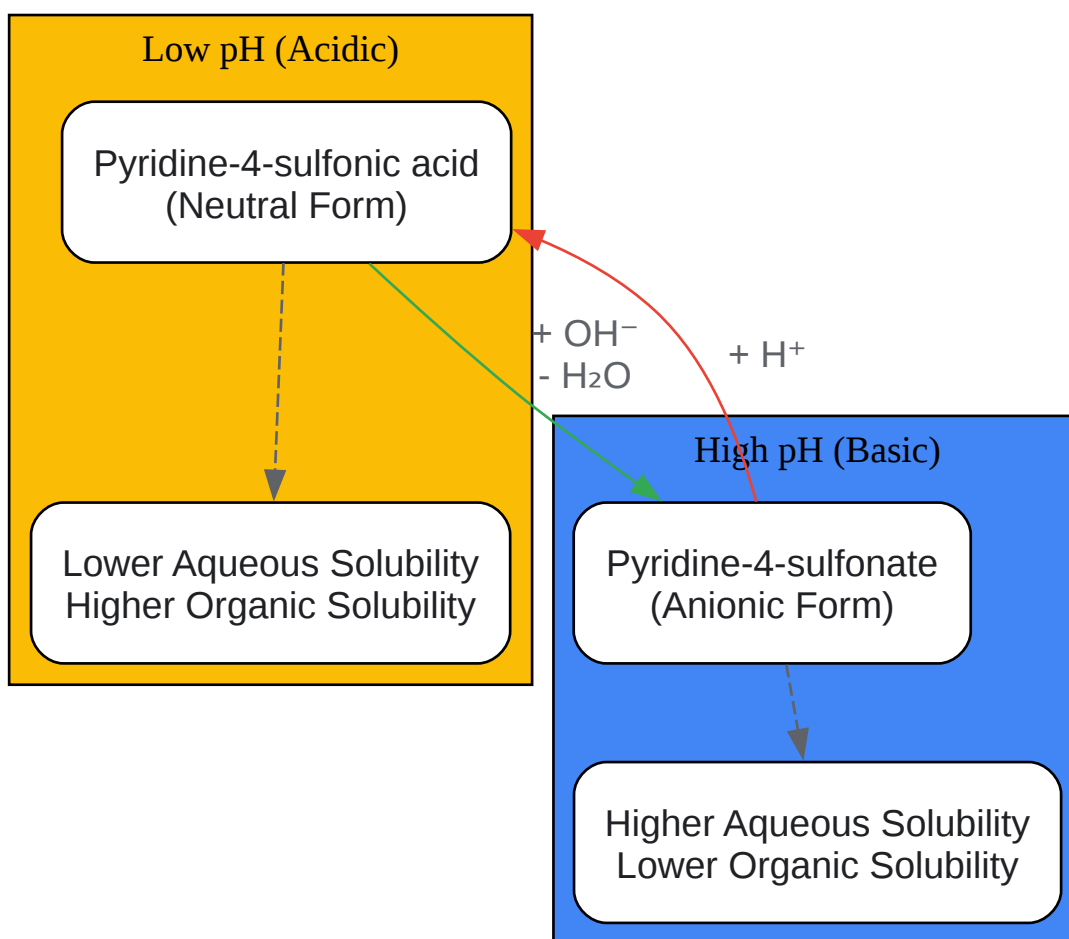 Low pH (Acidic)
Pyridine-4-sulfonic acid
(Neutral Form)
+ OH⁻
- H₂O
+ H⁺
High pH (Basic)
Lower Aqueous Solubility
Higher Organic Solubility
Pyridine-4-sulfonate
(Anionic Form)
Higher Aqueous Solubility
Lower Organic Solubility